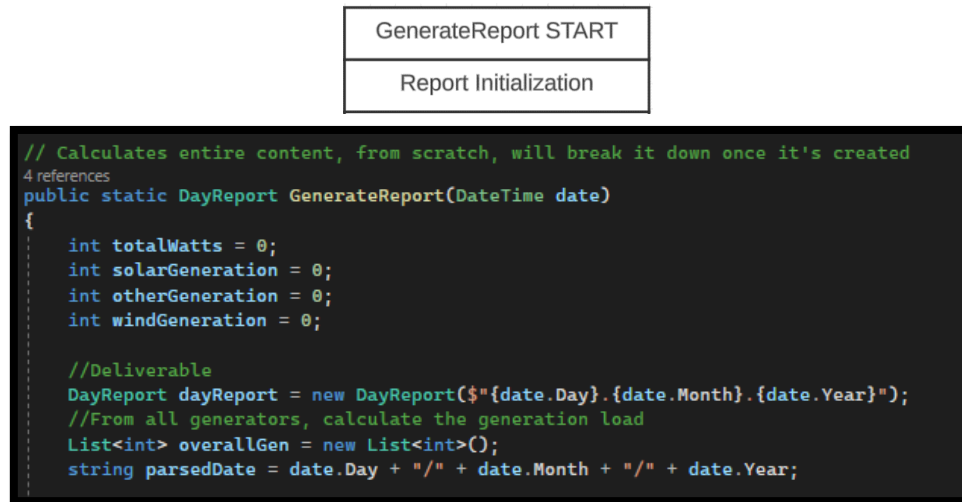 GenerateReport START
Report Initialization
// Calculates entire content, from scratch, will break it down once it's created
4 references
public static DayReport GenerateReport(DateTime date)
{
int totalWatts = 0;
int solarGeneration = 0;
int otherGeneration = 0;
int windGeneration = 0;
//Deliverable
DayReport dayReport = new DayReport($"{date.Day}.{date.Month}.{date.Year}");
//From all generators, calculate the generation load
List<int> overallGen = new List<int>();
string parsedDate = date.Day + "/" + date.Month + "/" + date.Year;